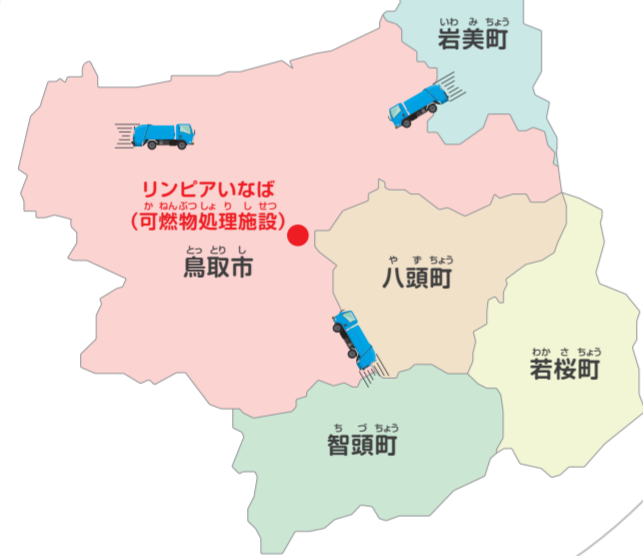 いわ み ちょう
岩美町
リンピアいなば
か ねんぶつ しょ り し せつ
(可燃物処理施設)
とっ とり し
鳥取市
や ず ちょう
八頭町
わか さ ちょう
若桜町
ち づ ちょう
智頭町